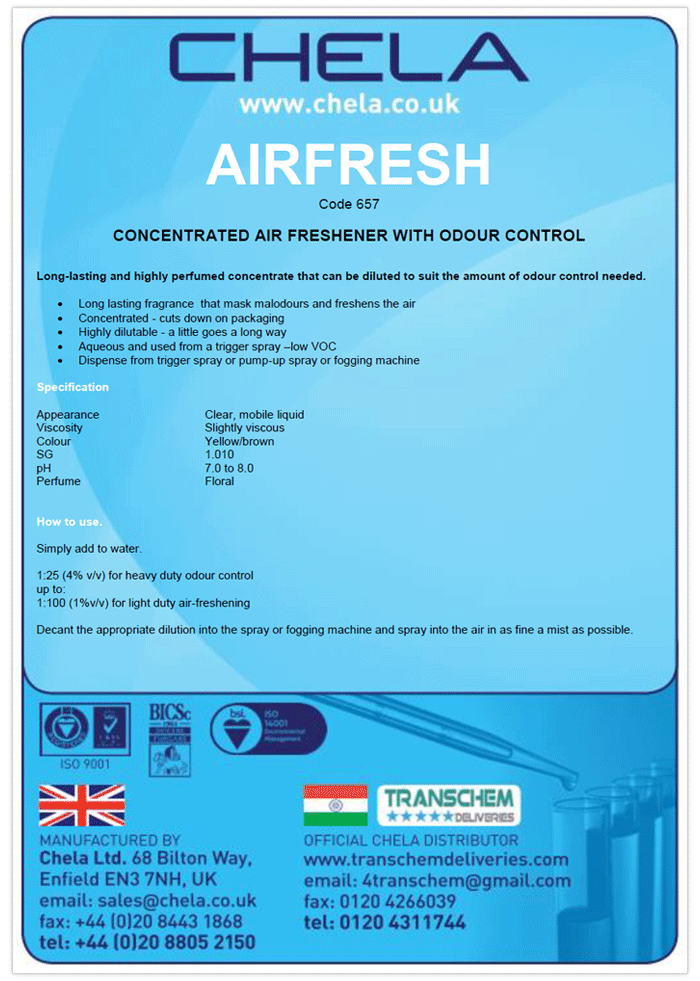 CHELA
www.chela.co.uk
AIRFRESH
Code 657
CONCENTRATED AIR FRESHENER WITH ODOUR CONTROL
Long-lasting and highly perfumed concentrate that can be diluted to suit the amount of odour control needed.
• Long lasting fragrance that mask malodours and freshens the air
• Concentrated - cuts down on packaging
• Highly dilutable - a little goes a long way
• Aqueous and used from a trigger spray –low VOC
• Dispense from trigger spray or pump-up spray or fogging machine
Specification
Appearance Clear, mobile liquid
Viscosity Slightly viscous
Colour Yellow/brown
SG 1.010
pH 7.0 to 8.0
Perfume Floral
How to use.
Simply add to water.
1:25 (4% v/v) for heavy duty odour control
up to:
1:100 (1%v/v) for light duty air-freshening
Decant the appropriate dilution into the spray or fogging machine and spray into the air in as fine a mist as possible.
ISO 9001
BICSc
bsi.
ISO
14001
Environmental
Management
TRANSCHEM
DELIVERIES
MANUFACTURED BY
Chela Ltd. 68 Bilton Way,
Enfield EN3 7NH, UK
email: sales@chela.co.uk
fax: +44 (0)20 8443 1868
tel: +44 (0)20 8805 2150
OFFICIAL CHELA DISTRIBUTOR
www.transchemdeliveries.com
email: 4transchem@gmail.com
fax: 0120 4266039
tel: 0120 4311744